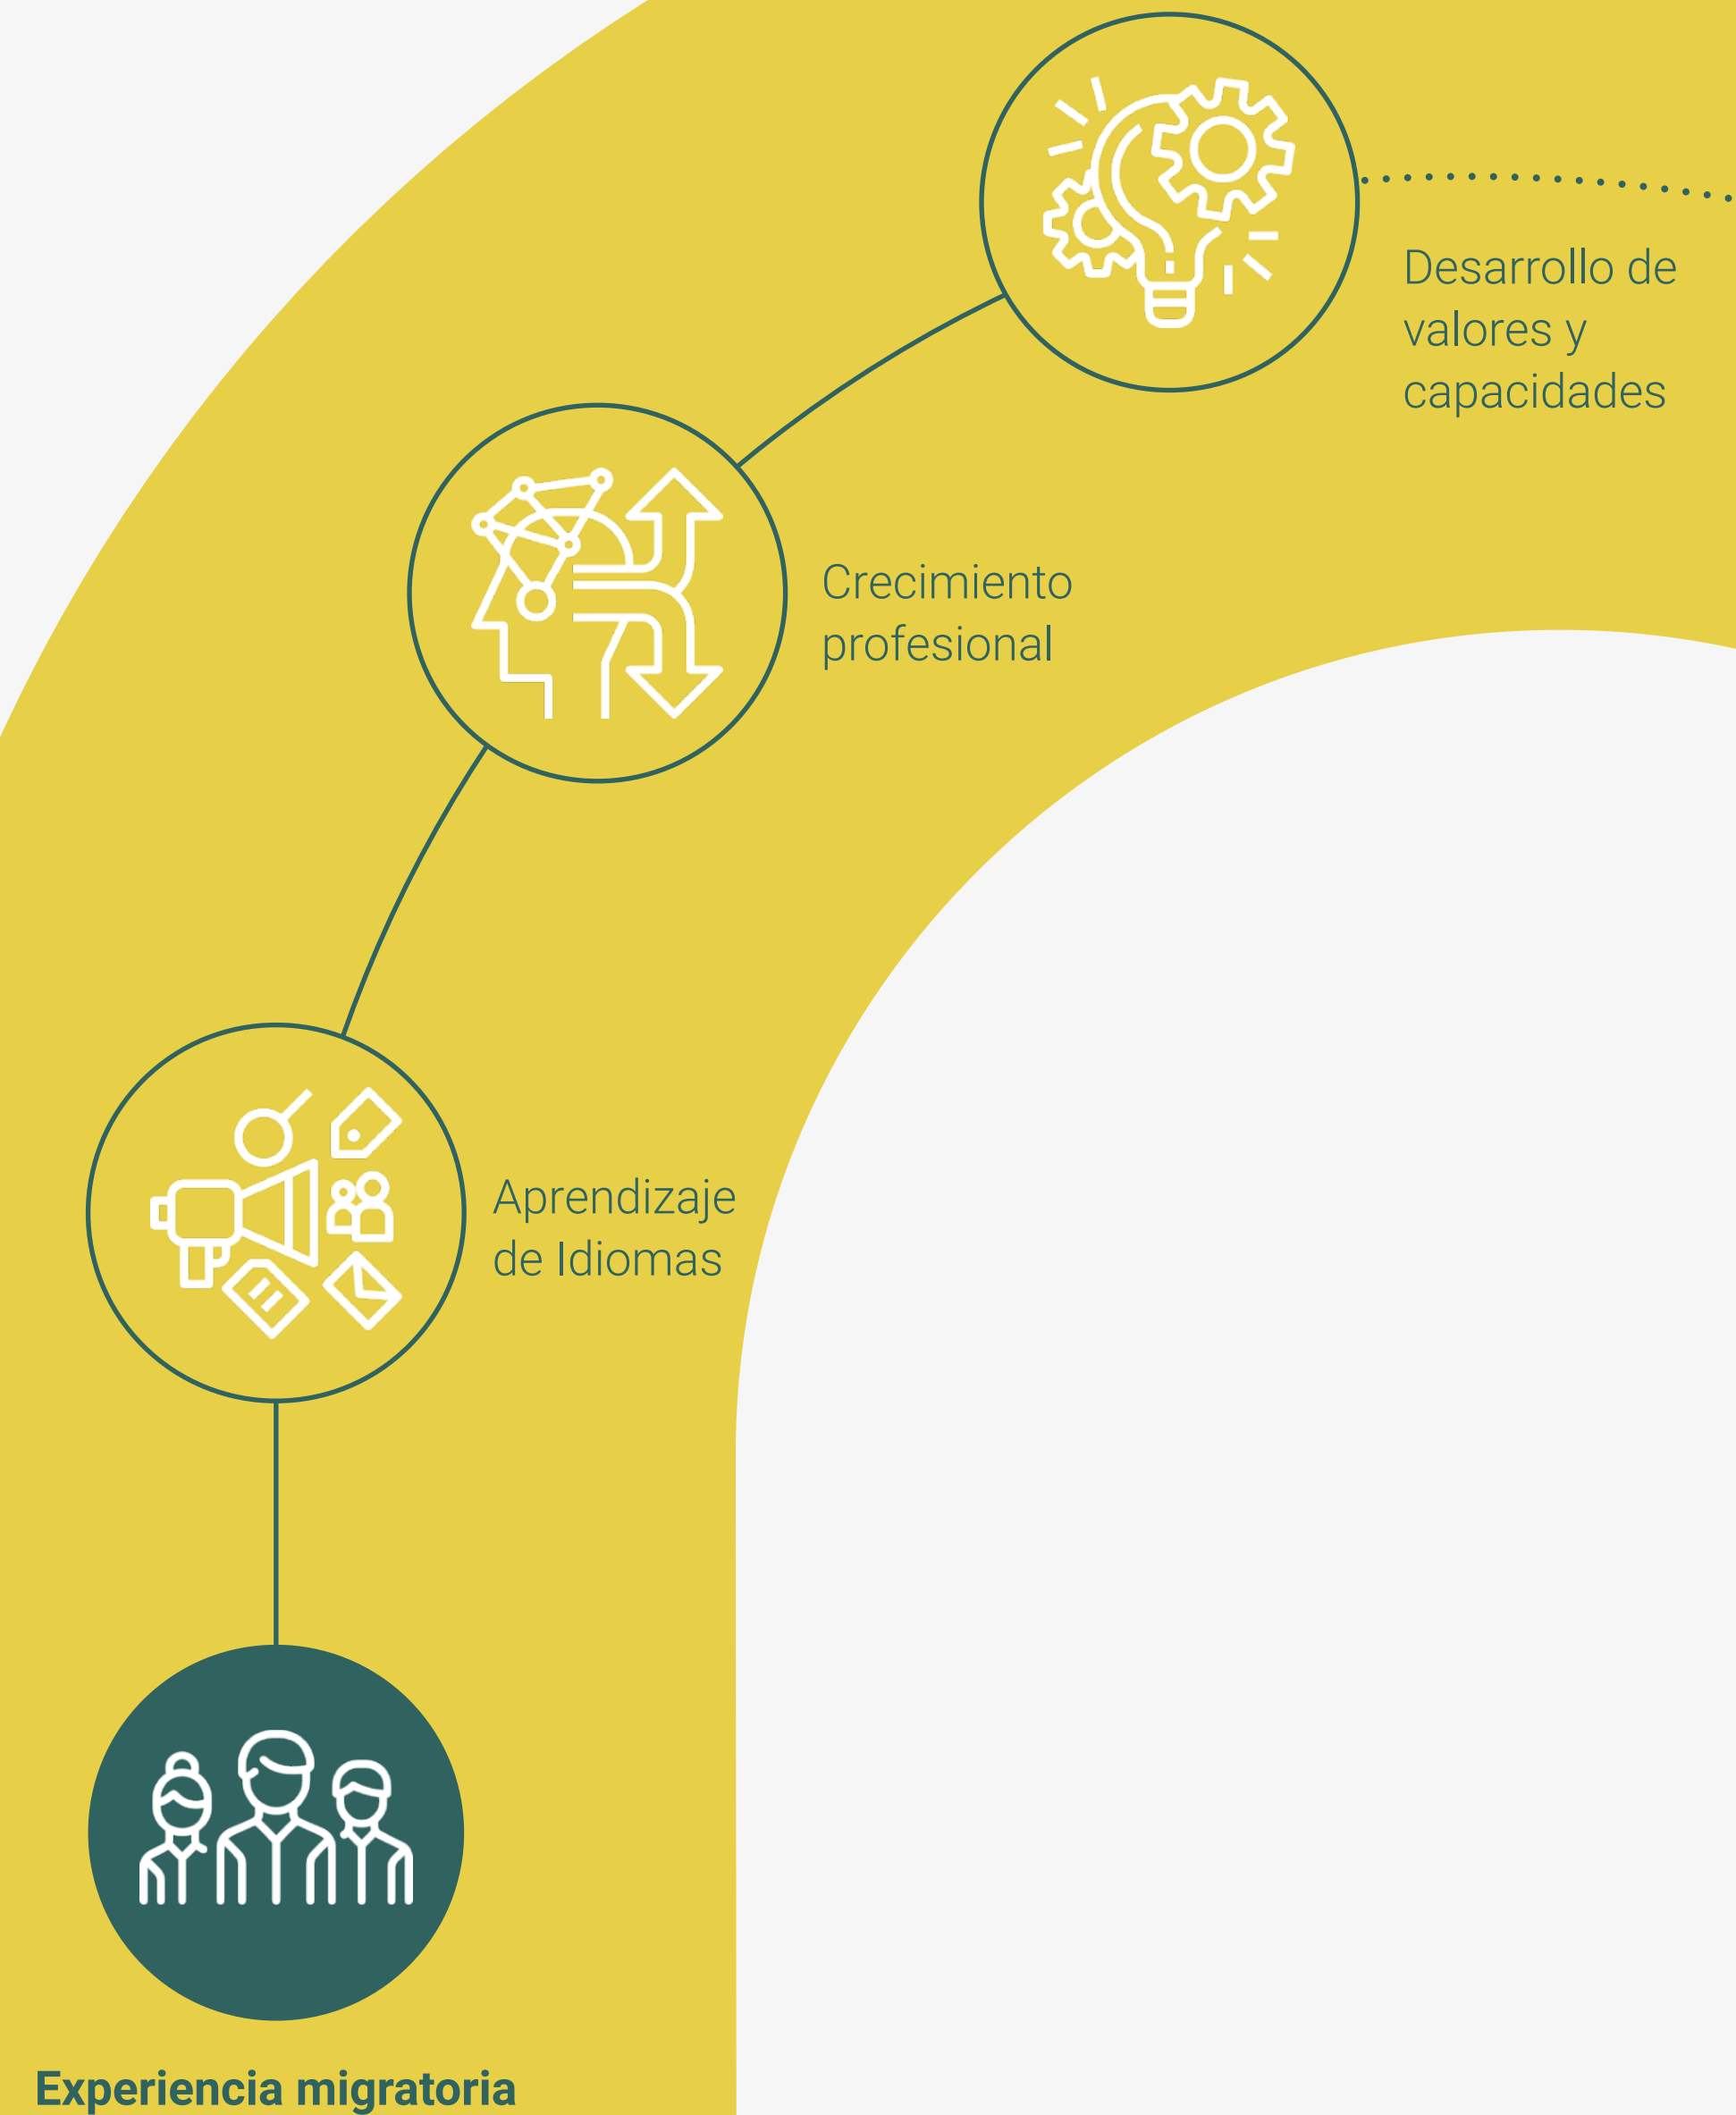 Desarrollo de
valores y
capacidades
Crecimiento
profesional
Aprendizaje
de Idiomas
Experiencia migratoria